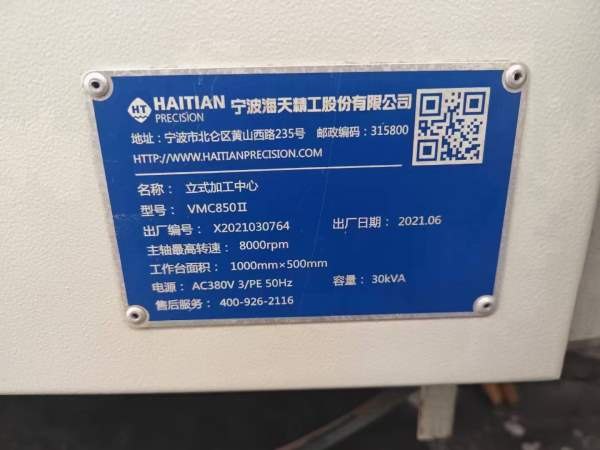 HT HAITIAN PRECISION 宁波海天精工股份有限公司
地址：宁波市北仑区黄山西路235号 邮政编码：315800
HTTP://WWW.HAITIANPRECISION.COM
名称： 立式加工中心
型号： VMC850Ⅱ
出厂编号： X2021030764 出厂日期： 2021.06
主轴最高转速： 8000rpm
工作台面积： 1000mm×500mm
电源： AC380V 3/PE 50Hz 容量： 30kVA
售后服务： 400-926-2116